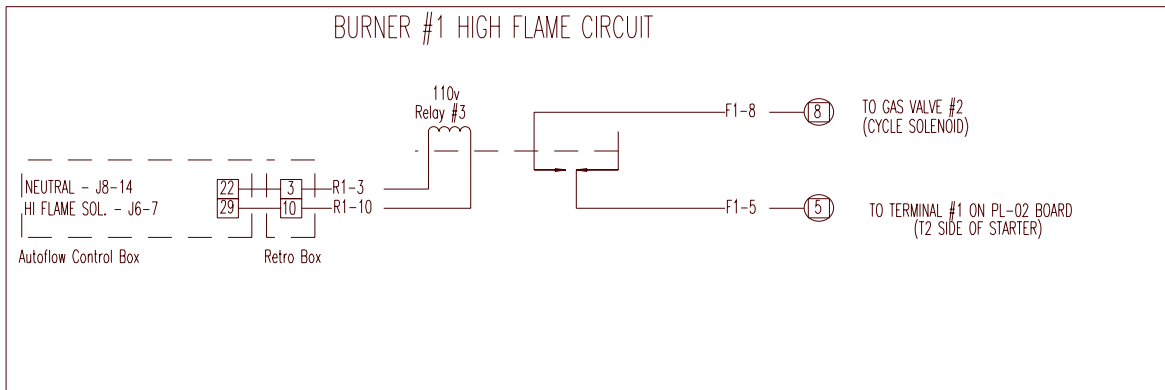 BURNER #1 HIGH FLAME CIRCUIT
110v
Relay #3
F1-8
8
TO GAS VALVE #2
(CYCLE SOLENOID)
NEUTRAL - J8-14
22
3
R1-3
HI FLAME SOL. - J6-7
29
10
R1-10
F1-5
5
TO TERMINAL #1 ON PL-02 BOARD
(T2 SIDE OF STARTER)
Autoflow Control Box
Retro Box